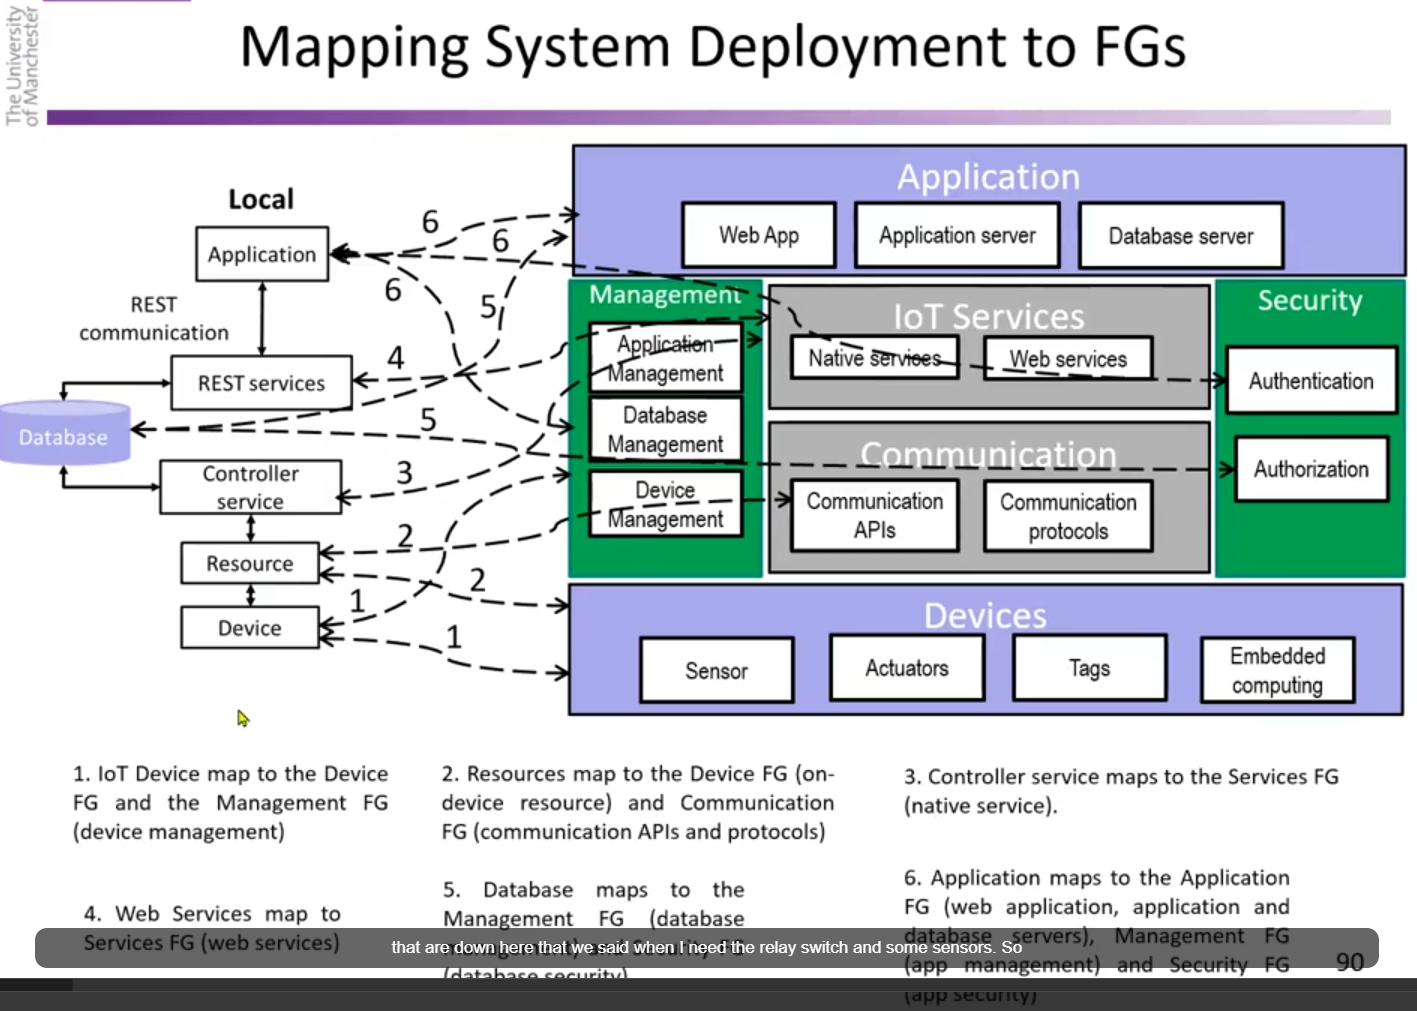 The University
of Manchester
Mapping System Deployment to FGs
Local
Application
REST
communication
REST services
Database
Controller
service
Resource
Device
6
6
6
5
4
5
3
2
2
1
1
Application
Web App
Application server
Database server
Management
Application
Management
Database
Management
Device
Management
IoT Services
Native services
Web services
Communication
Communication
APIs
Communication
protocols
Security
Authentication
Authorization
Devices
Sensor
Actuators
Tags
Embedded
computing
1. IoT Device map to the Device
FG and the Management FG
(device management)
2. Resources map to the Device FG (on-
device resource) and Communication
FG (communication APIs and protocols)
3. Controller service maps to the Services FG
(native service).
4. Web Services map to
Services FG (web services)
5. Database maps to the
Management FG (database
management) and Security FG
(database security)
6. Application maps to the Application
FG (web application, application and
database servers), Management FG
(app management) and Security FG
(app security)
that are down here that we said when I need the relay switch and some sensors. So
90